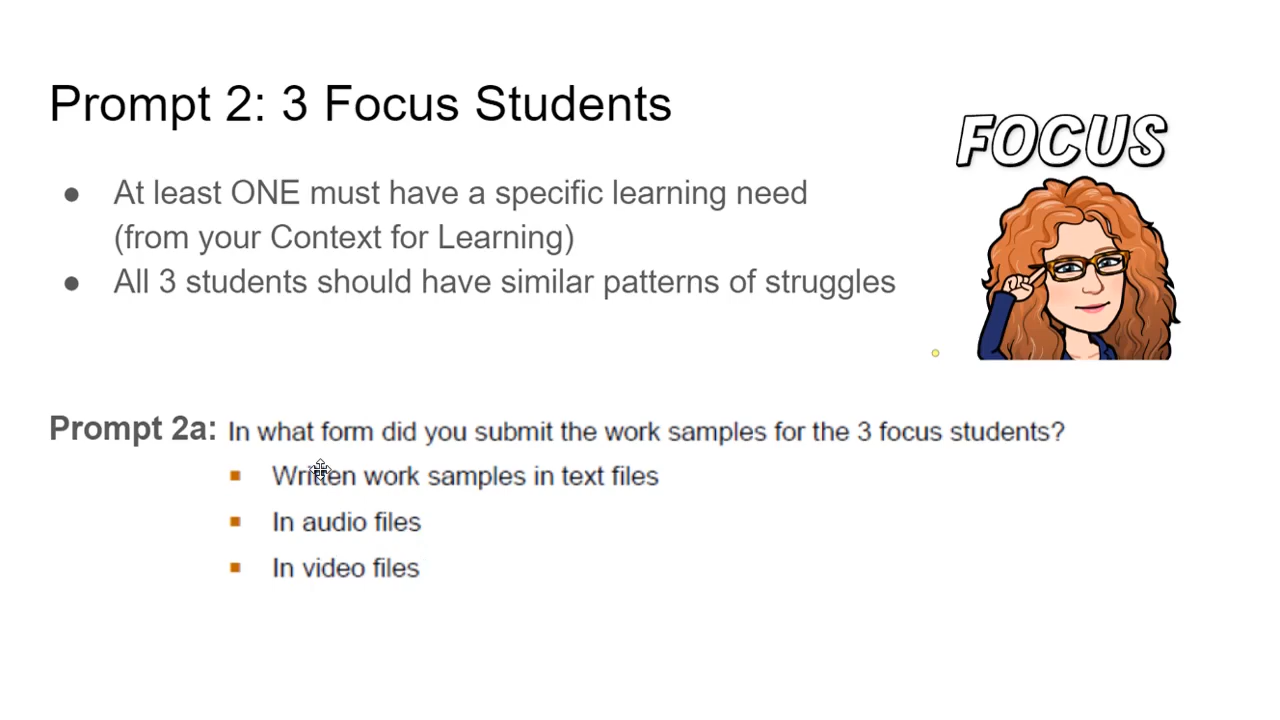 Prompt 2: 3 Focus Students
FOCUS
● At least ONE must have a specific learning need
(from your Context for Learning)
● All 3 students should have similar patterns of struggles
Prompt 2a: In what form did you submit the work samples for the 3 focus students?
▪ Written work samples in text files
▪ In audio files
▪ In video files